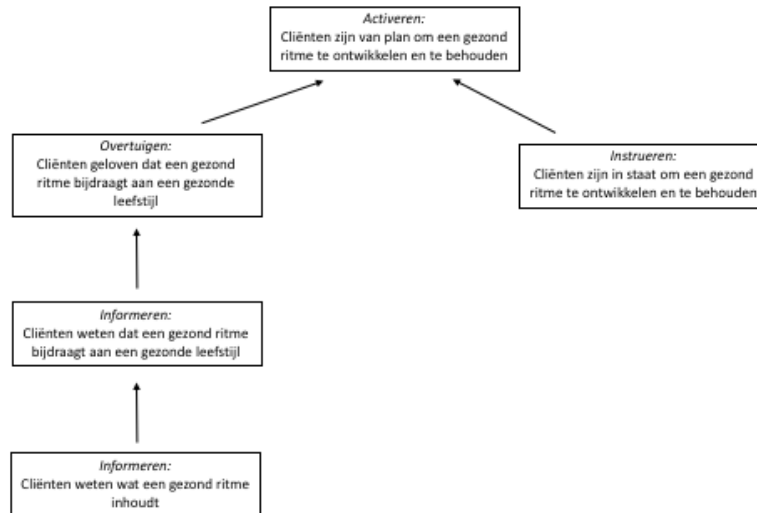 Activeren:
Cliënten zijn van plan om een gezond
ritme te ontwikkelen en te behouden
Overtuigen:
Cliënten geloven dat een gezond
ritme bijdraagt aan een gezonde
leefstijl
Instrueren:
Cliënten zijn in staat om een gezond
ritme te ontwikkelen en te behouden
Informeren:
Cliënten weten dat een gezond ritme
bijdraagt aan een gezonde leefstijl
Informeren:
Cliënten weten wat een gezond ritme
inhoudt